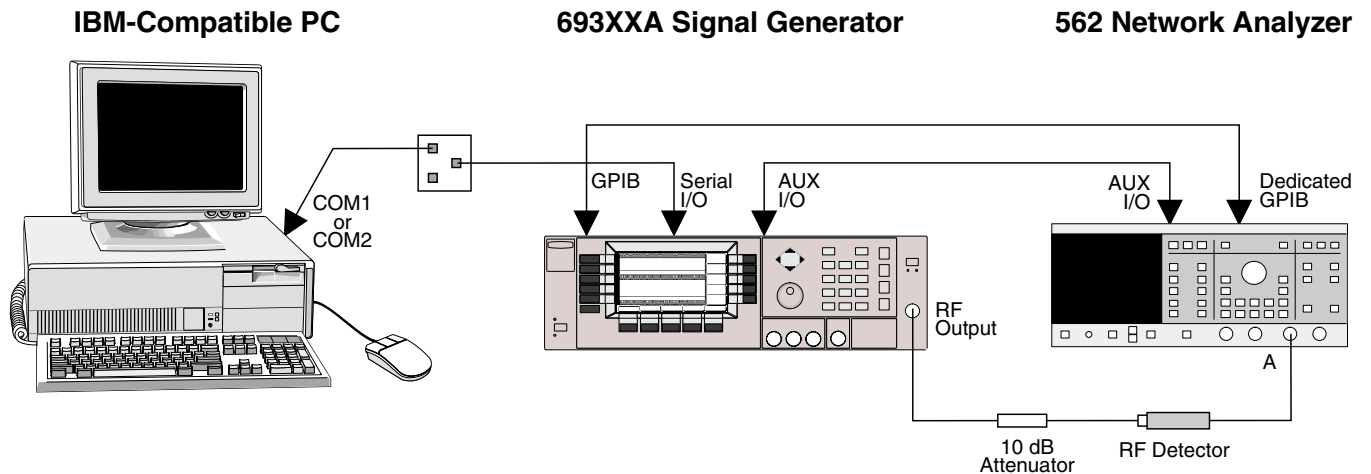 IBM-Compatible PC
693XXA Signal Generator
562 Network Analyzer
COM1
or
COM2
GPIB
Serial
I/O
AUX
I/O
AUX
I/O
Dedicated
GPIB
RF
Output
A
10 dB
Attenuator
RF Detector